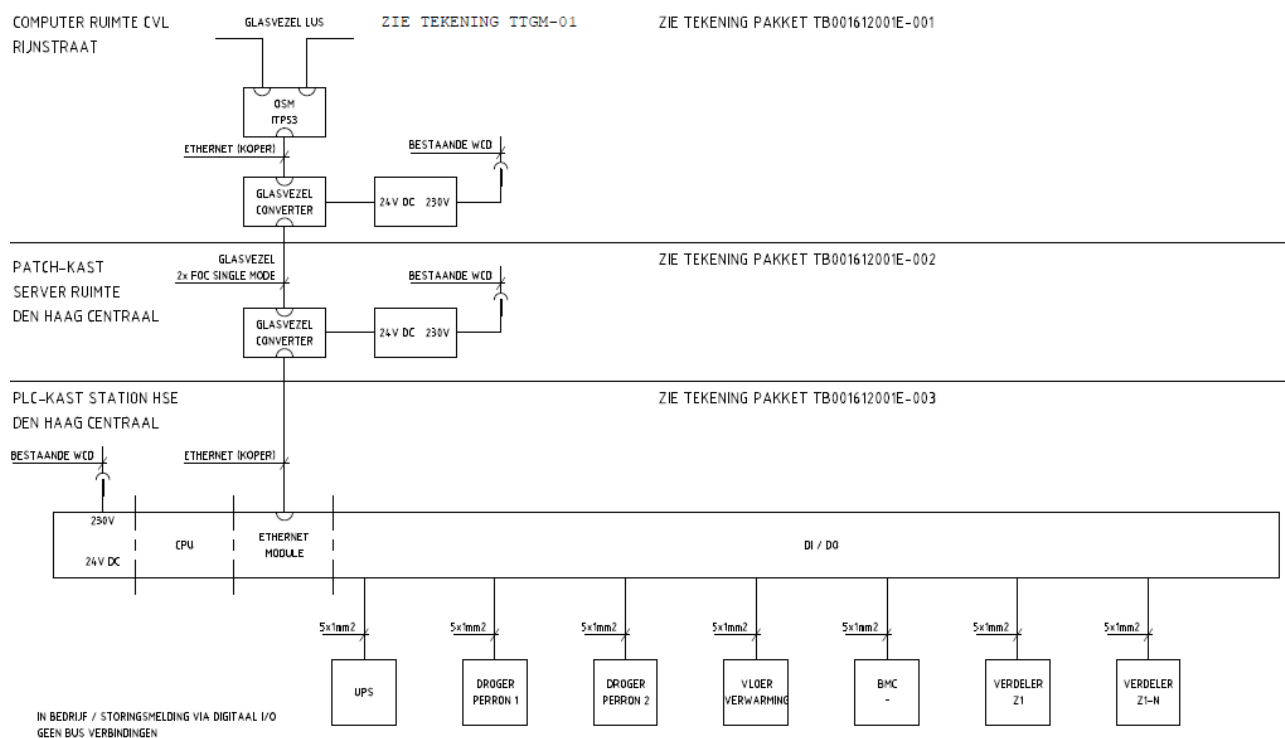 COMPUTER RUIMTE CVL
RIJNSTRAAT
GLASVEZEL LUS
ZIE TEKENING TTGM-01
ZIE TEKENING PAKKET TB001612001E-001
OSM
ITP53
ETHERNET (KOPER)
BESTAANDE WCD
GLASVEZEL
CONVERTER
24V DC 230V
PATCH-KAST
SERVER RUIMTE
DEN HAAG CENTRAAL
GLASVEZEL
2x FOC SINGLE MODE
BESTAANDE WCD
ZIE TEKENING PAKKET TB001612001E-002
GLASVEZEL
CONVERTER
24V DC 230V
PLC-KAST STATION HSE
DEN HAAG CENTRAAL
ZIE TEKENING PAKKET TB001612001E-003
BESTAANDE WCD
ETHERNET (KOPER)
230V
24V DC
CPU
ETHERNET
MODULE
DI / DO
5x1mm2
5x1mm2
5x1mm2
5x1mm2
5x1mm2
5x1mm2
5x1mm2
UPS
DROGER
PERRON 1
DROGER
PERRON 2
VLOER
VERWARMING
BMC
-
VERDELER
Z1
VERDELER
Z1-N
IN BEDRIJF / STORINGSMELDING VIA DIGITAAL I/O
GEEN BUS VERBINDINGEN